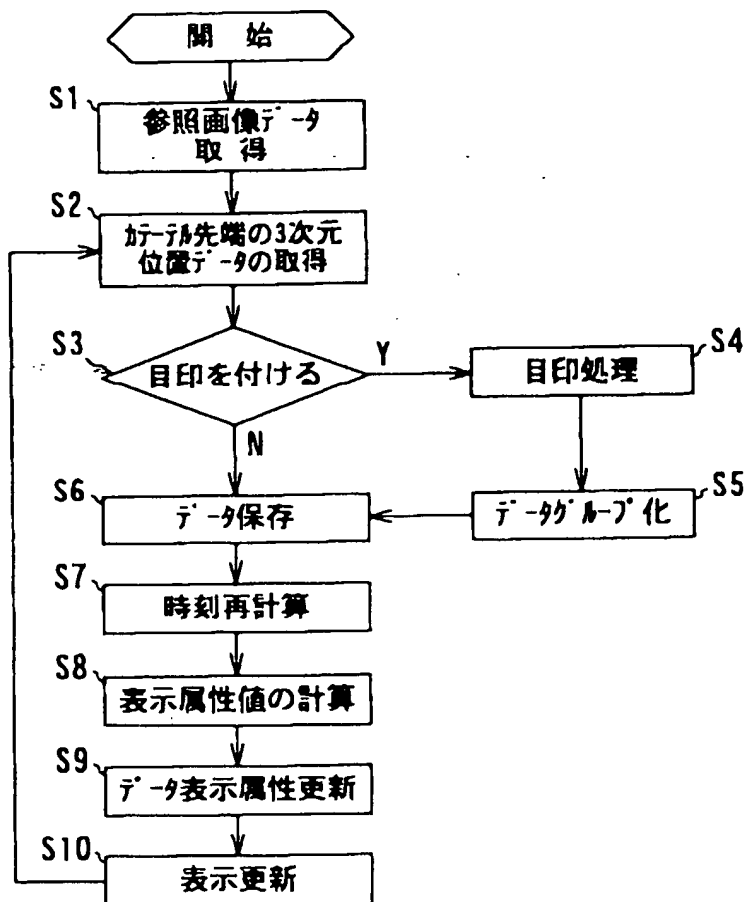 開 始
S1
参照画像データ
取 得
S2
カテーテル先端の3次元
位置データの取得
S3
目印を付ける
Y
S4
目印処理
N
S5
データグループ化
S6
データ保存
S7
時刻再計算
S8
表示属性値の計算
S9
データ表示属性更新
S10
表示更新